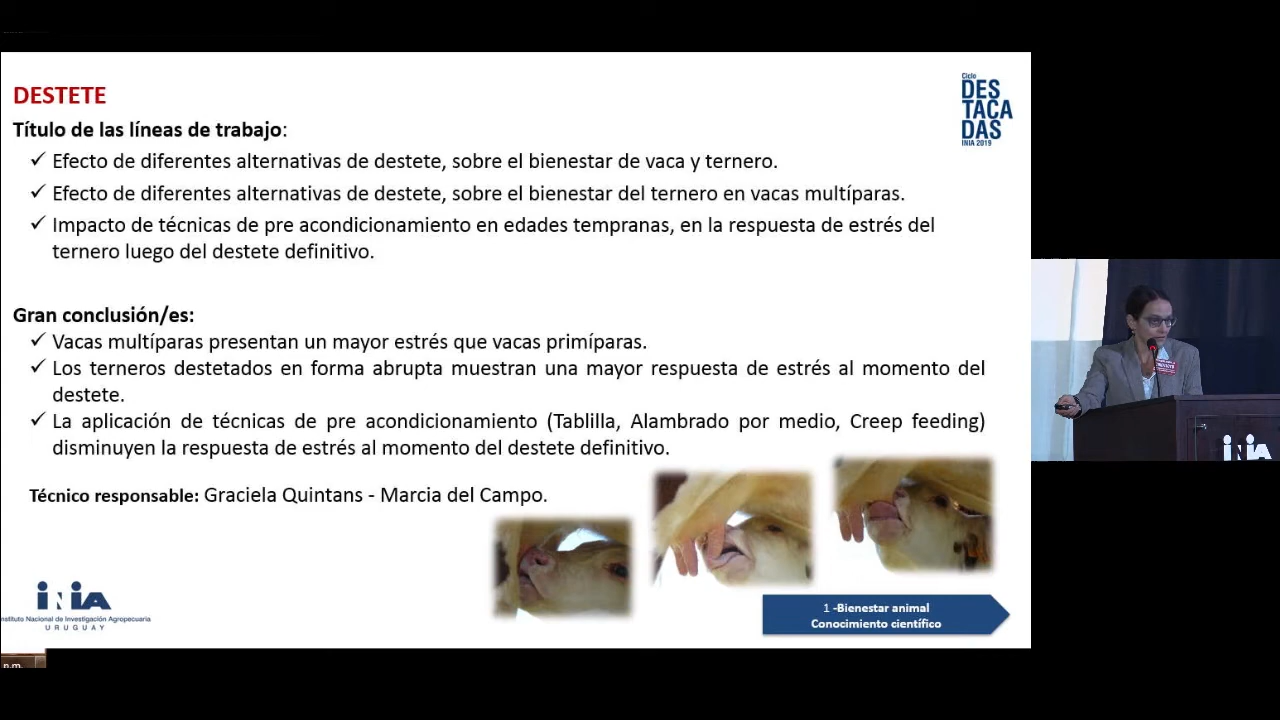 DESTETE
Título de las líneas de trabajo:
✓ Efecto de diferentes alternativas de destete, sobre el bienestar de vaca y ternero.
✓ Efecto de diferentes alternativas de destete, sobre el bienestar del ternero en vacas multíparas.
✓ Impacto de técnicas de pre acondicionamiento en edades tempranas, en la respuesta de estrés del
ternero luego del destete definitivo.
Gran conclusión/es:
✓ Vacas multíparas presentan un mayor estrés que vacas primíparas.
✓ Los terneros destetados en forma abrupta muestran una mayor respuesta de estrés al momento del
destete.
✓ La aplicación de técnicas de pre acondicionamiento (Tablilla, Alambrado por medio, Creep feeding)
disminuyen la respuesta de estrés al momento del destete definitivo.
Técnico responsable: Graciela Quintans - Marcia del Campo.
Ciclo
DES
TACA
DAS
INIA 2019
1 -Bienestar animal
Conocimiento científico
INIA
nstituto Nacional de Investigación Agropecuaria
URUGUAY
p.m.
INIA